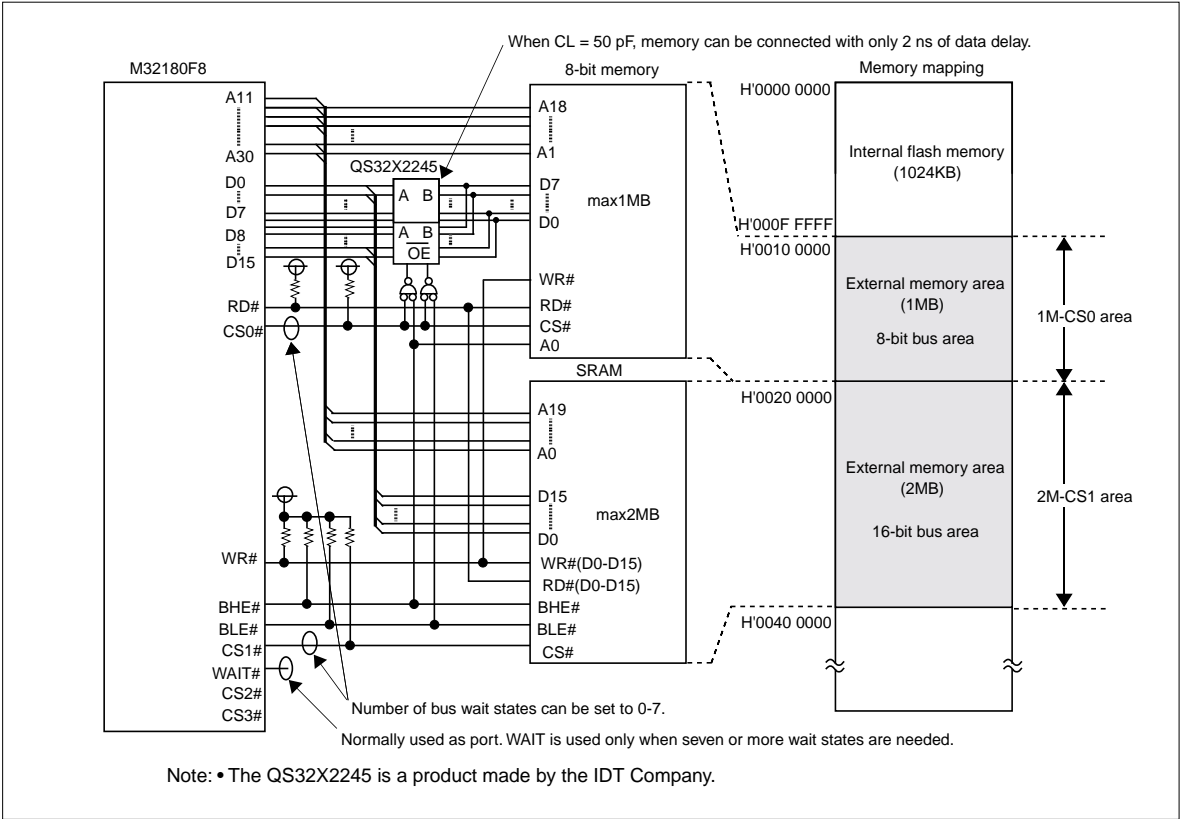 When CL = 50 pF, memory can be connected with only 2 ns of data delay.
M32180F8
8-bit memory
Memory mapping
A11
A30
D0
D7
D8
D15
RD#
CS0#
WR#
BHE#
BLE#
CS1#
WAIT#
CS2#
CS3#
QS32X2245
A B
A B
OE
A18
A1
D7
D0
max1MB
WR#
RD#
CS#
A0
SRAM
A19
A0
D15
D0
max2MB
WR#(D0-D15)
RD#(D0-D15)
BHE#
BLE#
CS#
H'0000 0000
Internal flash memory
(1024KB)
H'000F FFFF
H'0010 0000
External memory area
(1MB)
8-bit bus area
1M-CS0 area
H'0020 0000
External memory area
(2MB)
16-bit bus area
2M-CS1 area
H'0040 0000
Number of bus wait states can be set to 0-7.
Normally used as port. WAIT is used only when seven or more wait states are needed.
Note: • The QS32X2245 is a product made by the IDT Company.